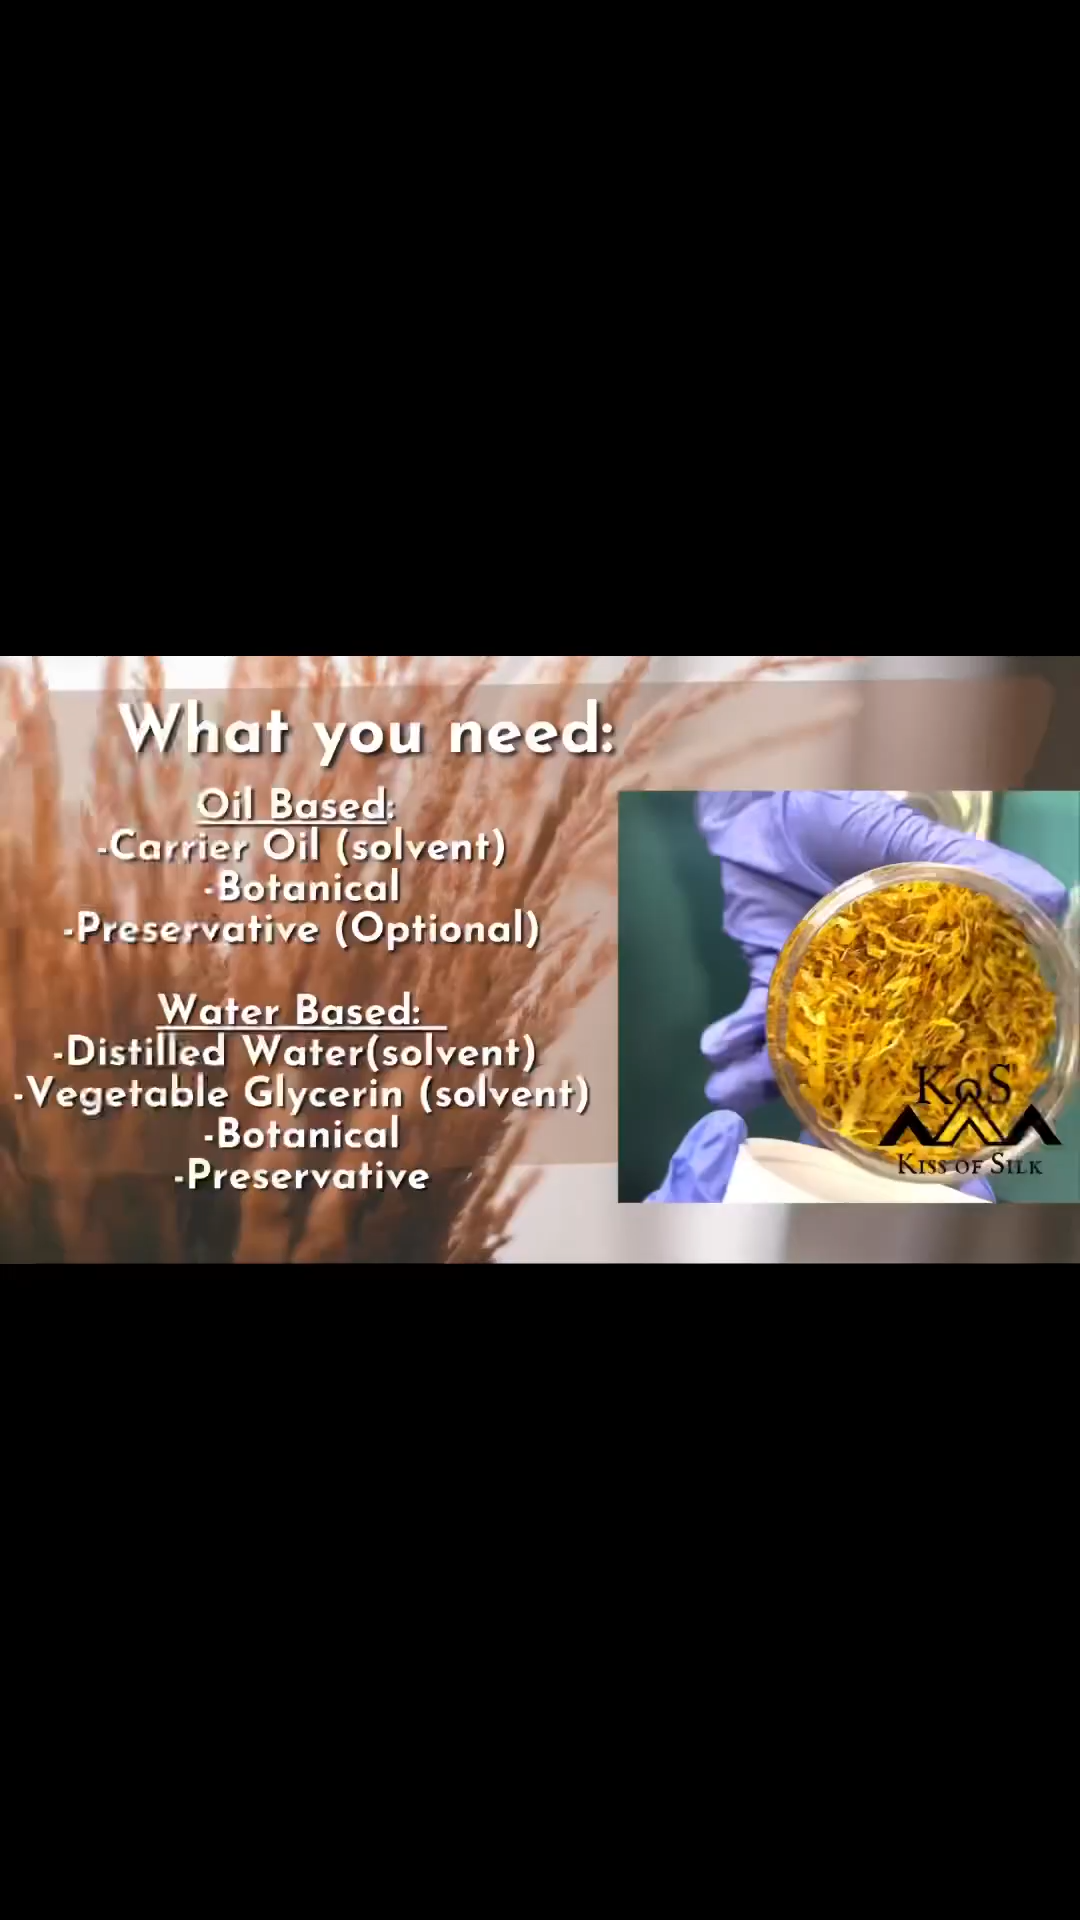 What you need:
Oil Based:
-Carrier Oil (solvent)
-Botanical
-Preservative (Optional)
Water Based:
-Distilled Water(solvent)
-Vegetable Glycerin (solvent)
-Botanical
-Preservative
KoS
Kiss of Silk